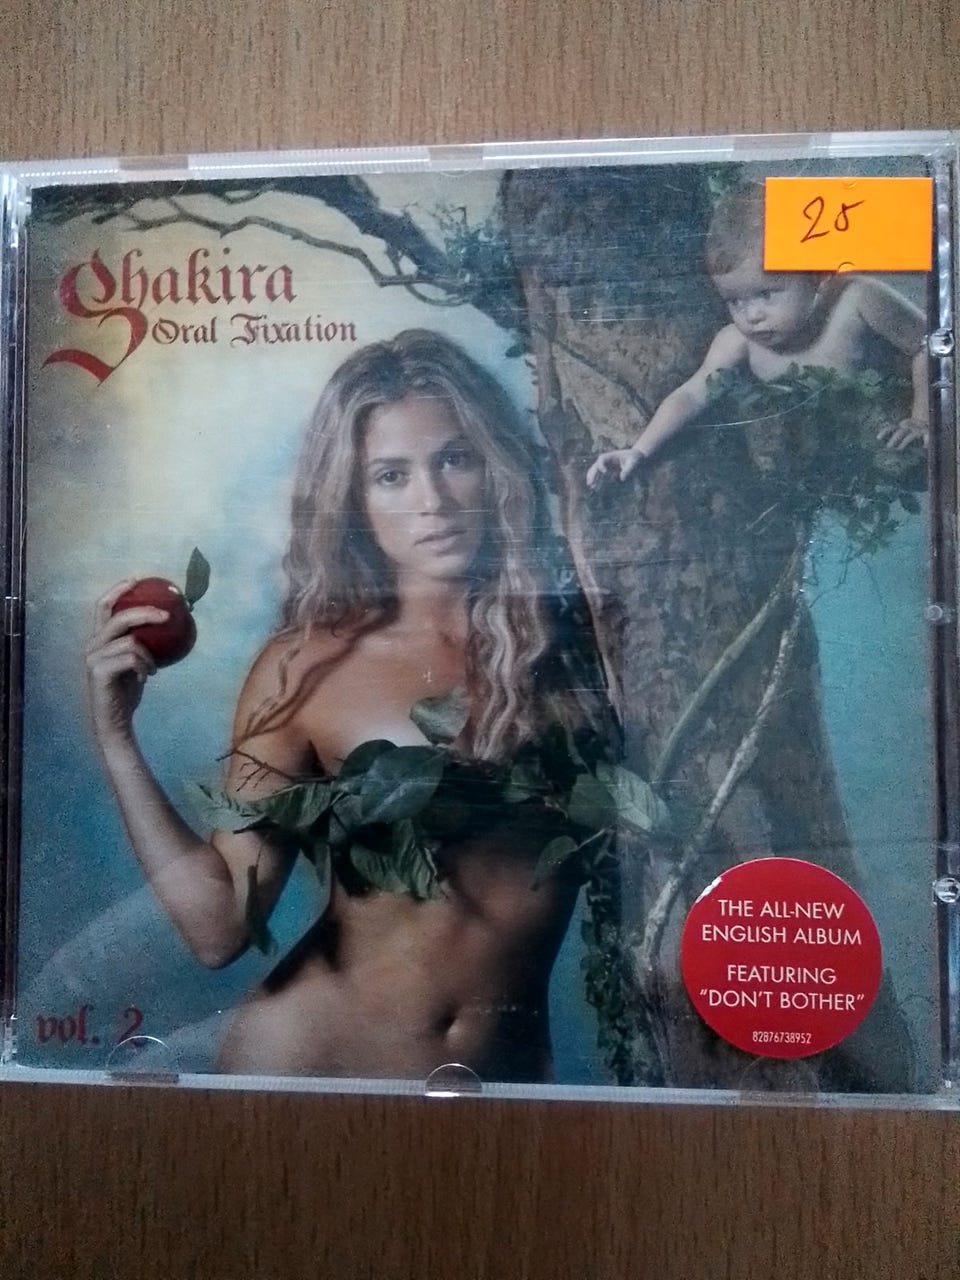 25
Shakira
Oral Fixation
THE ALL-NEW
ENGLISH ALBUM
FEATURING
"DON'T BOTHER"
82876738952
vol. 2